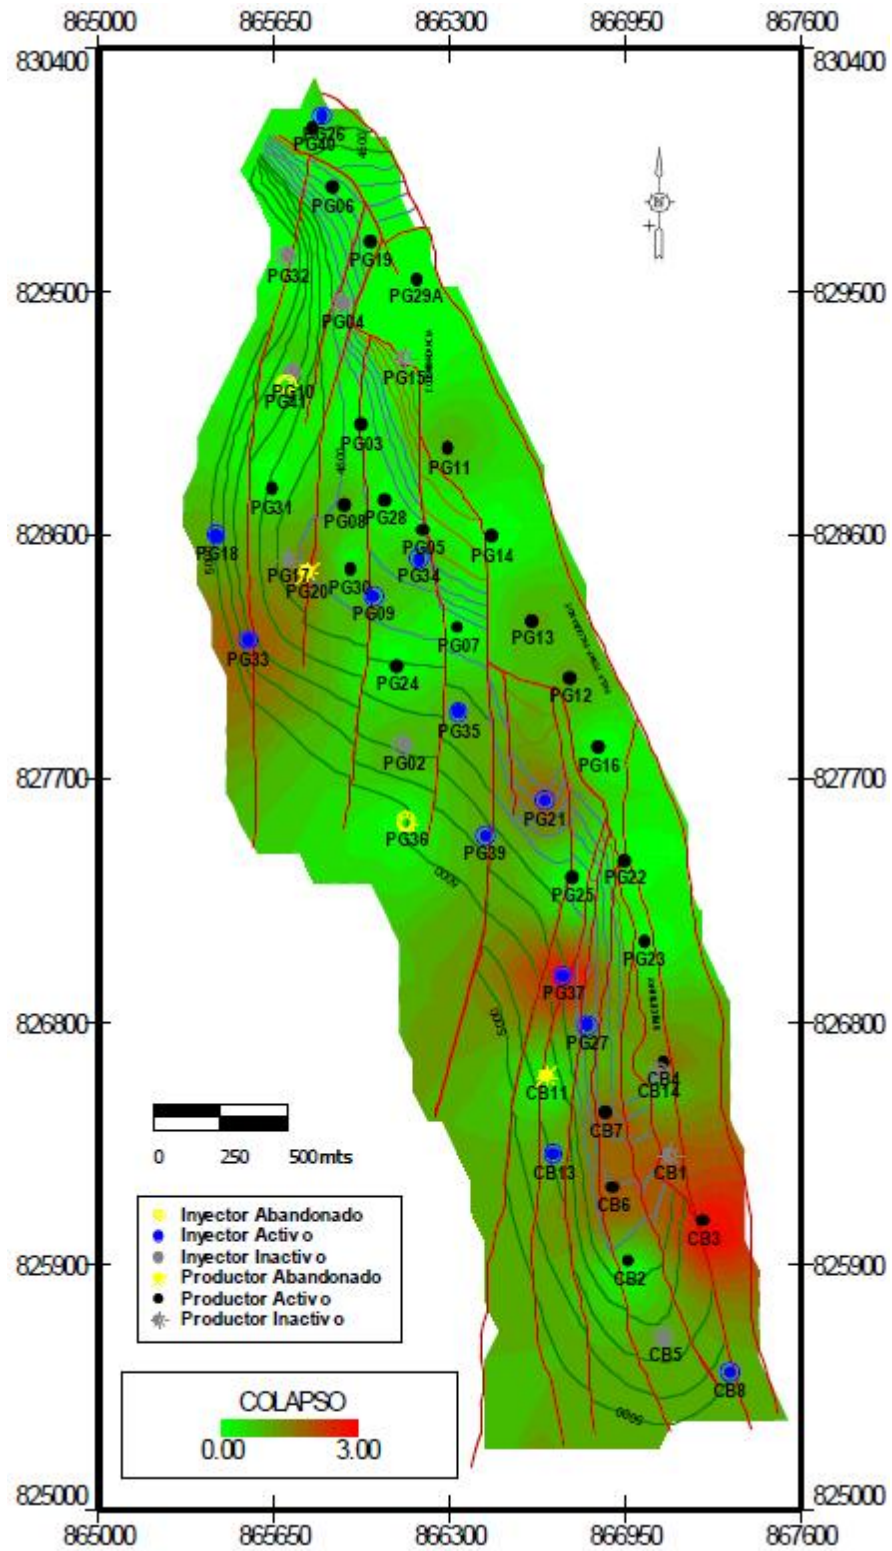 865000 865650 866300 866950 867600
830400 830400
PG26
PG40
4800
PG06
PG19
PG32
829500 829500
PG29A
PG04
PG15
PG10
PG41
PG03
PG11
4800
PG31
PG28
PG08
828600 828600
PG05
PG14
PG18
PG34
PG17
PG30
PG20
PG09
PG13
PG07
PG33
PG24
PG12
PG35
PG02
PG16
827700 827700
PG21
PG36
PG39
PG22
PG25
PG23
PG37
5000
826800 826800
PG27
CB4
CB11
CB14
CB7
0 250 500mts
CB13
CB1
CB6
Inyector Abandonado
CB3
Inyector Activo
Inyector Inactivo
825900 825900
Productor Abandonado
CB2
Productor Activo
Productor Inactivo
CB5
CB8
COLAPSO
0.00 3.00
825000 825000
865000 865650 866300 866950 867600